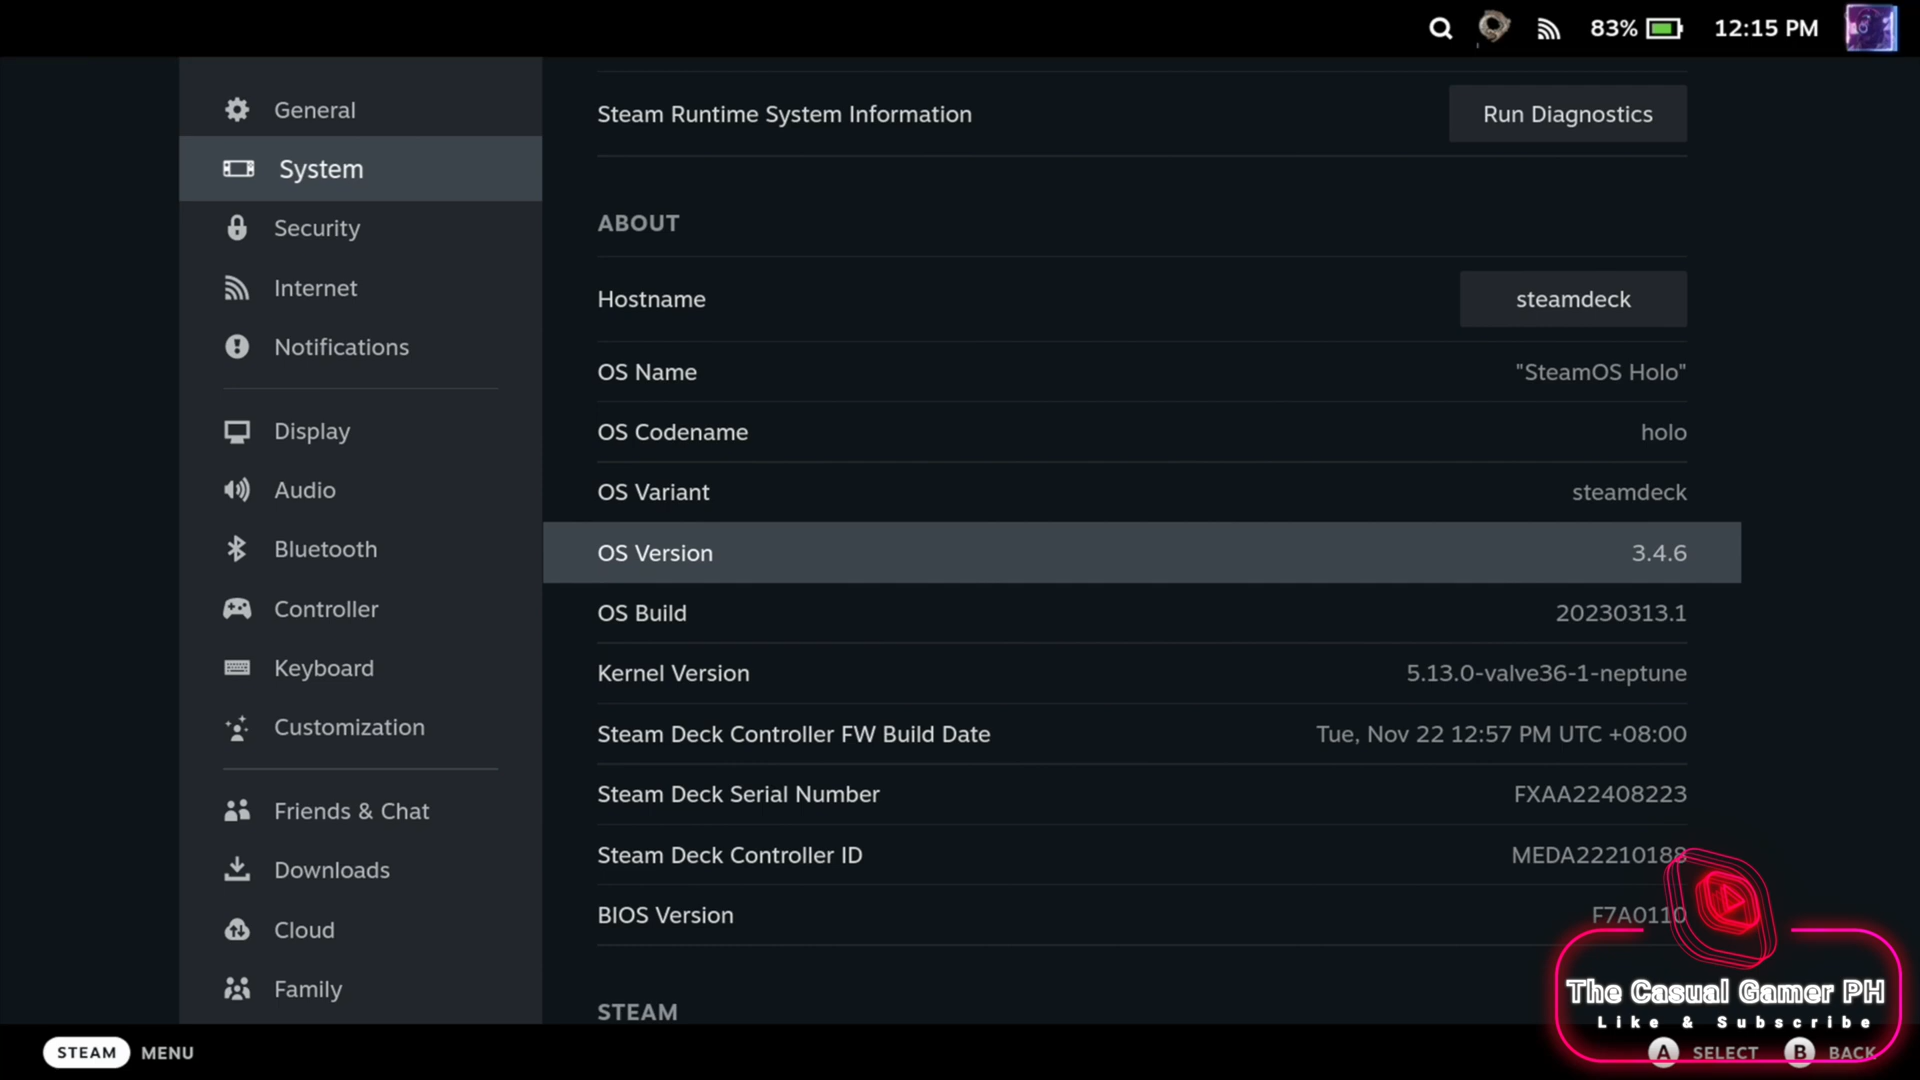 83% 12:15 PM
General
System
Security
Internet
Notifications
Display
Audio
Bluetooth
Controller
Keyboard
Customization
Friends & Chat
Downloads
Cloud
Family
Steam Runtime System Information Run Diagnostics
ABOUT
Hostname steamdeck
OS Name "SteamOS Holo"
OS Codename holo
OS Variant steamdeck
OS Version 3.4.6
OS Build 20230313.1
Kernel Version 5.13.0-valve36-1-neptune
Steam Deck Controller FW Build Date Tue, Nov 22 12:57 PM UTC +08:00
Steam Deck Serial Number FXAA22408223
Steam Deck Controller ID MEDA22210188
BIOS Version F7A0110
STEAM
The Casual Gamer PH
Like & Subscribe
STEAM MENU A SELECT B BACK